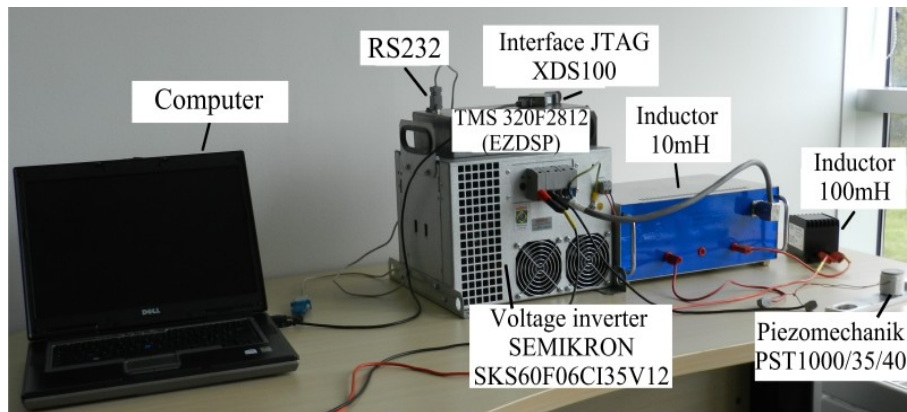 RS232
Interface JTAG
XDS100
Computer
TMS 320F2812
(EZDSP)
Inductor
10mH
Inductor
100mH
DELL
Voltage inverter
SEMIKRON
SKS60F06CI35V12
Piezomechanik
PST1000/35/40